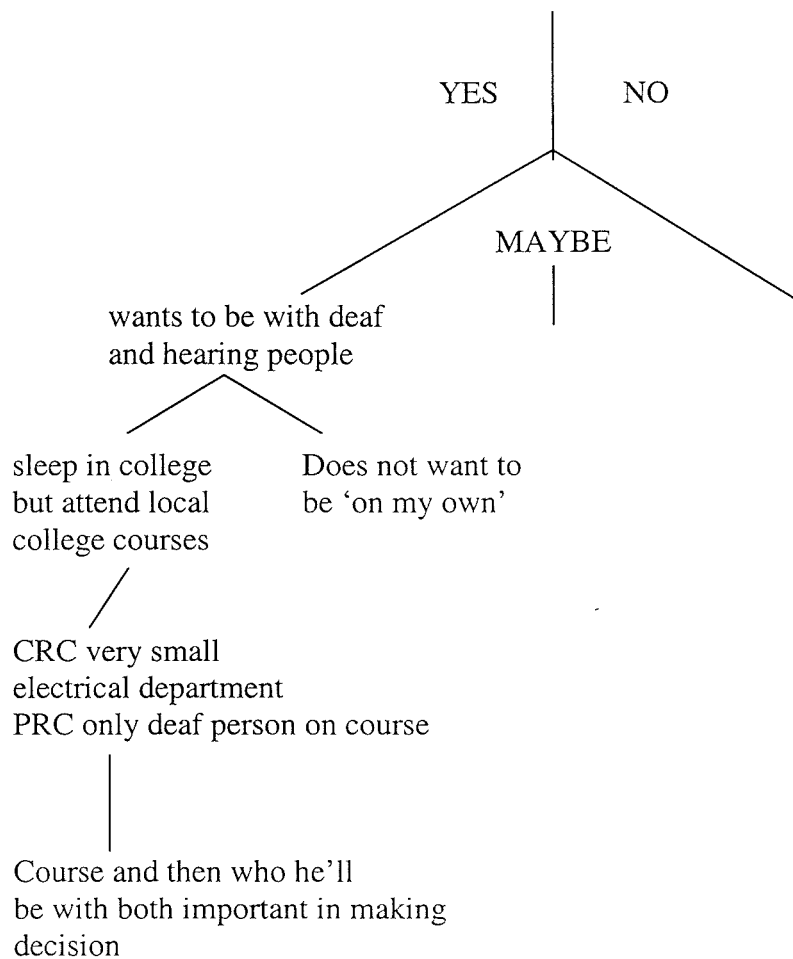 YES NO
MAYBE
wants to be with deaf
and hearing people
sleep in college
but attend local
college courses
Does not want to
be ‘on my own’
CRC very small
electrical department
PRC only deaf person on course
Course and then who he’ll
be with both important in making
decision